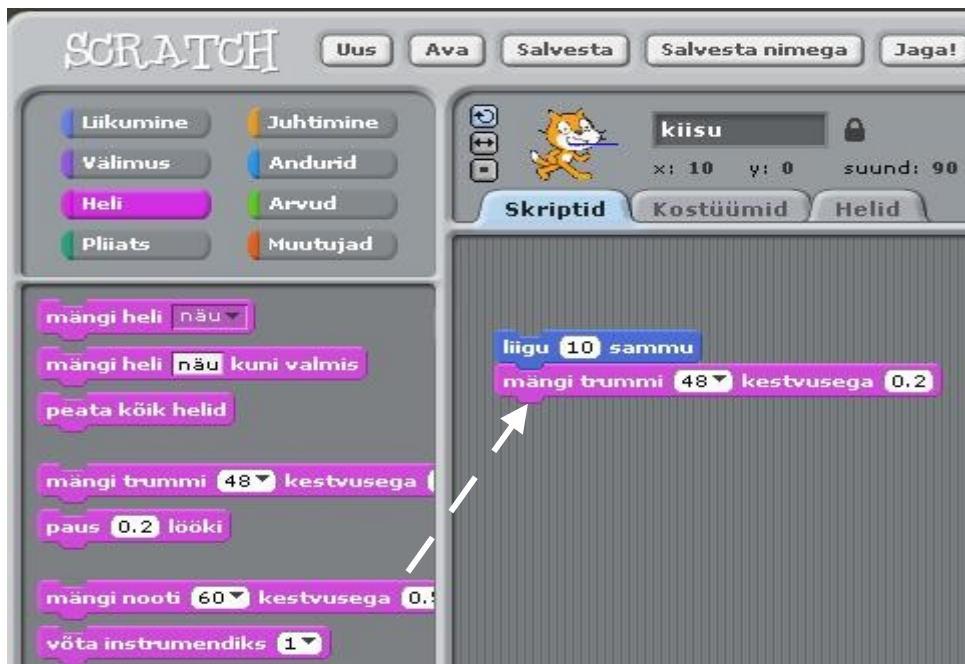 SCRATCH Uus Ava Salvesta Salvesta nimega Jaga!
Liikumine Juhtimine
Välimus Andurid
Heli Arvud
Pliiats Muutujad
kiisu
x: 10 y: 0 suund: 90
Skriptid Kostüümid Helid
mängi heli näu
mängi heli näu kuni valmis
peata kõik helid
mängi trummi 48 kestvusega
paus 0.2 lööki
mängi nooti 60 kestvusega 0.5
võta instrumendiks 1
liigu 10 sammu
mängi trummi 48 kestvusega 0.2